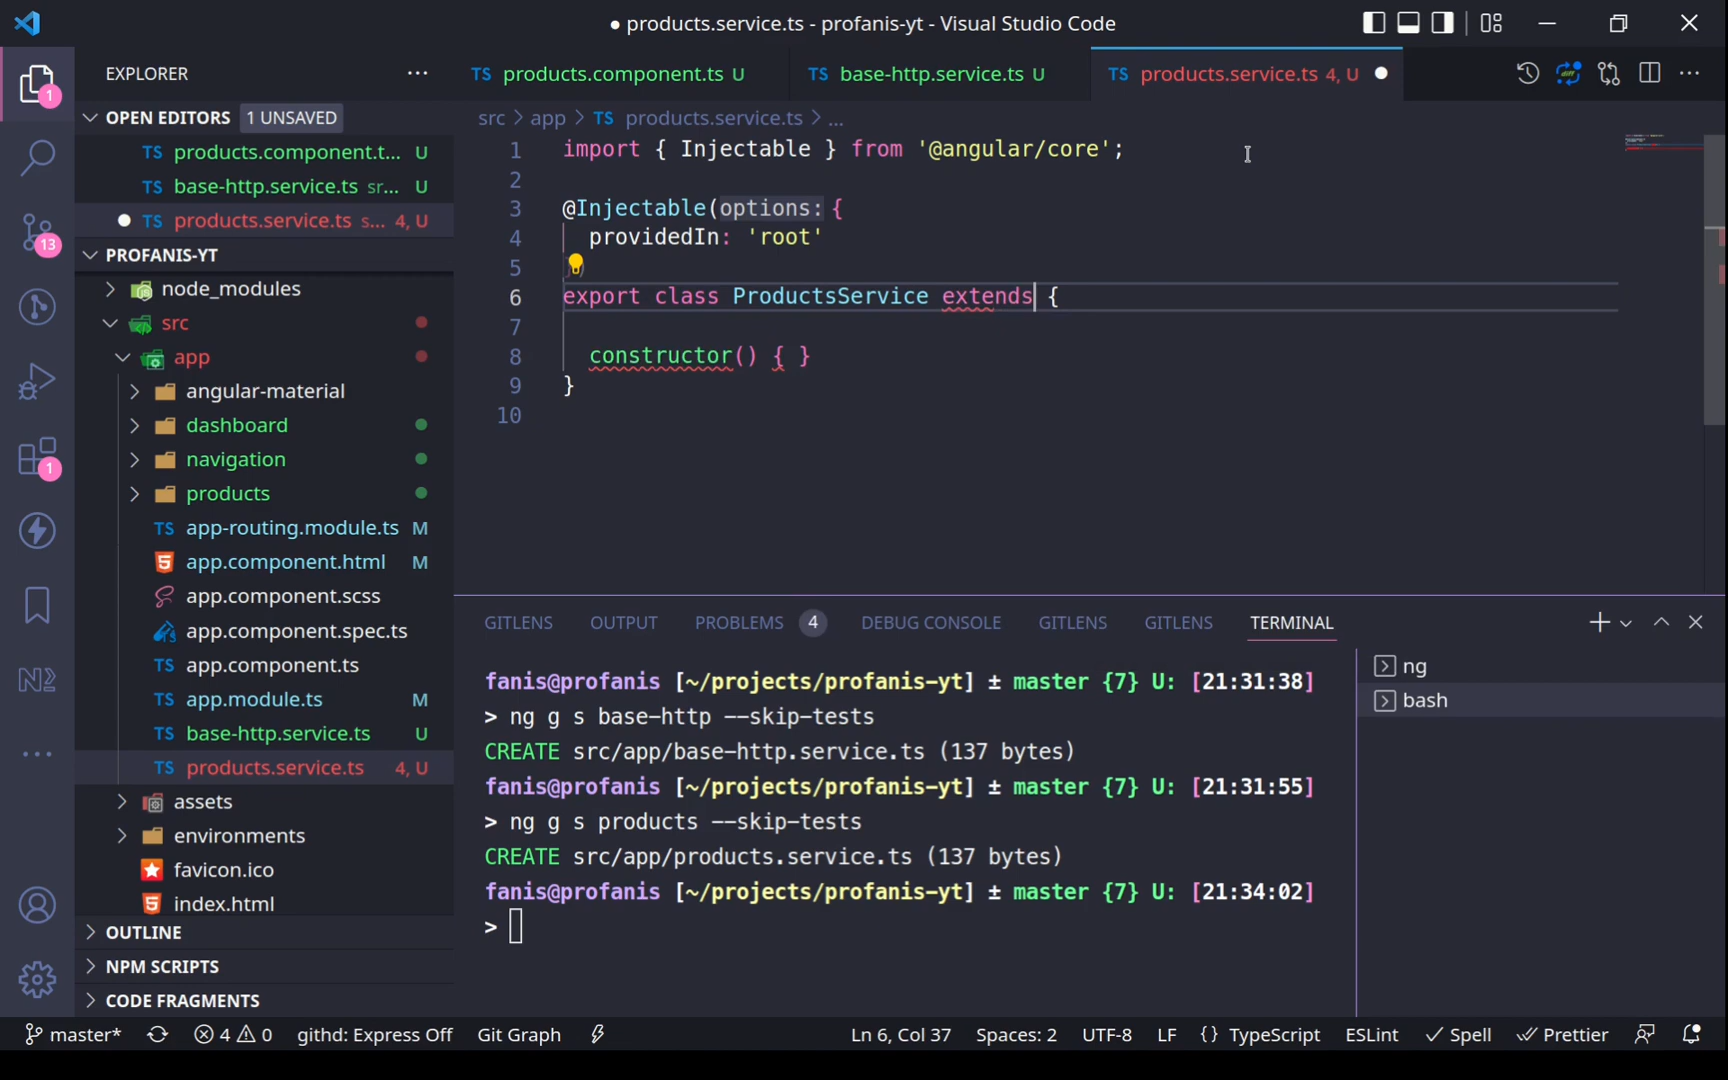 ● products.service.ts - profanis-yt - Visual Studio Code
EXPLORER
OPEN EDITORS 1 UNSAVED
TS products.component.t... U
TS base-http.service.ts sr... U
TS products.service.ts s... 4, U
PROFANIS-YT
node_modules
src
app
angular-material
dashboard
navigation
products
TS app-routing.module.ts M
app.component.html M
app.component.scss
app.component.spec.ts
TS app.component.ts
TS app.module.ts M
TS base-http.service.ts U
TS products.service.ts 4, U
assets
environments
favicon.ico
index.html
OUTLINE
NPM SCRIPTS
CODE FRAGMENTS
1
13
1
TS products.component.ts U
TS base-http.service.ts U
TS products.service.ts 4, U
src > app > TS products.service.ts > ...
1 import { Injectable } from '@angular/core';
2
3 @Injectable(options: {
4 providedIn: 'root'
5
6 export class ProductsService extends {
7
8 constructor() { }
9 }
10
GITLENS OUTPUT PROBLEMS 4 DEBUG CONSOLE GITLENS GITLENS TERMINAL
fanis@profanis [~/projects/profanis-yt] ± master {7} U: [21:31:38]
> ng g s base-http --skip-tests
CREATE src/app/base-http.service.ts (137 bytes)
fanis@profanis [~/projects/profanis-yt] ± master {7} U: [21:31:55]
> ng g s products --skip-tests
CREATE src/app/products.service.ts (137 bytes)
fanis@profanis [~/projects/profanis-yt] ± master {7} U: [21:34:02]
>
ng
bash
master* 4 0 githd: Express Off Git Graph Ln 6, Col 37 Spaces: 2 UTF-8 LF {} TypeScript ESLint Spell Prettier